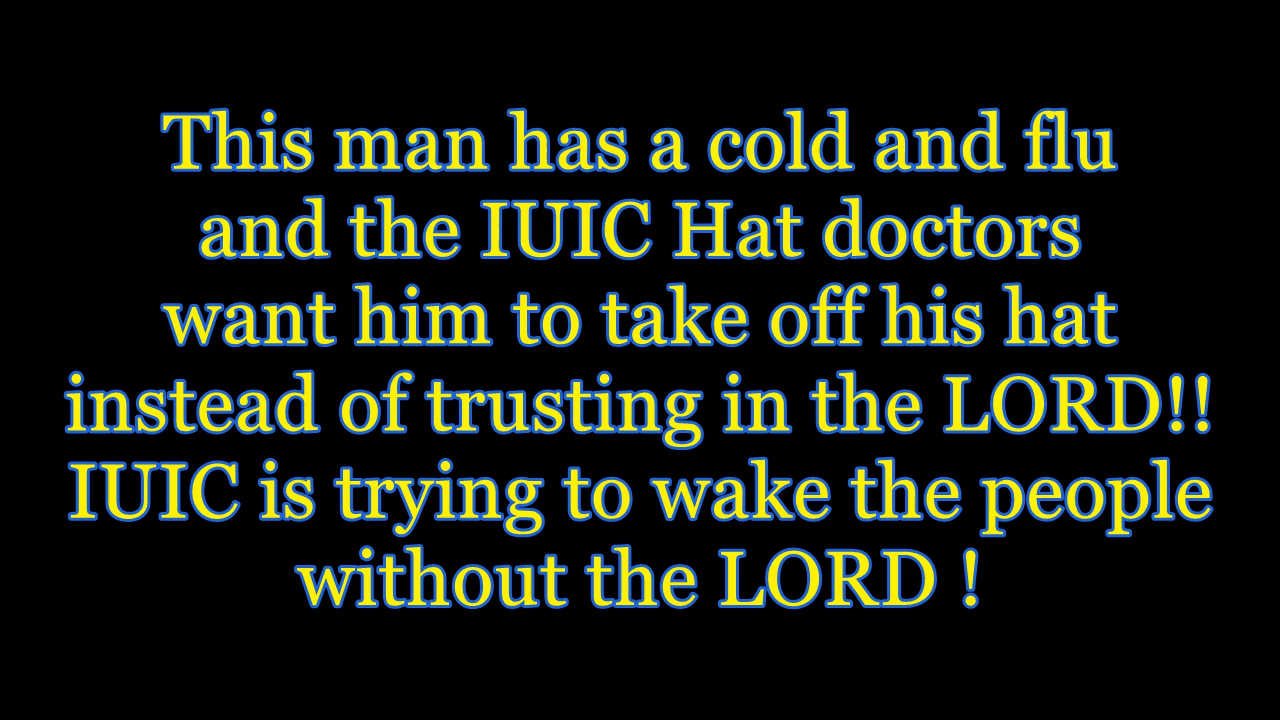 This man has a cold and flu
and the IUIC Hat doctors
want him to take off his hat
instead of trusting in the LORD!!
IUIC is trying to wake the people
without the LORD !